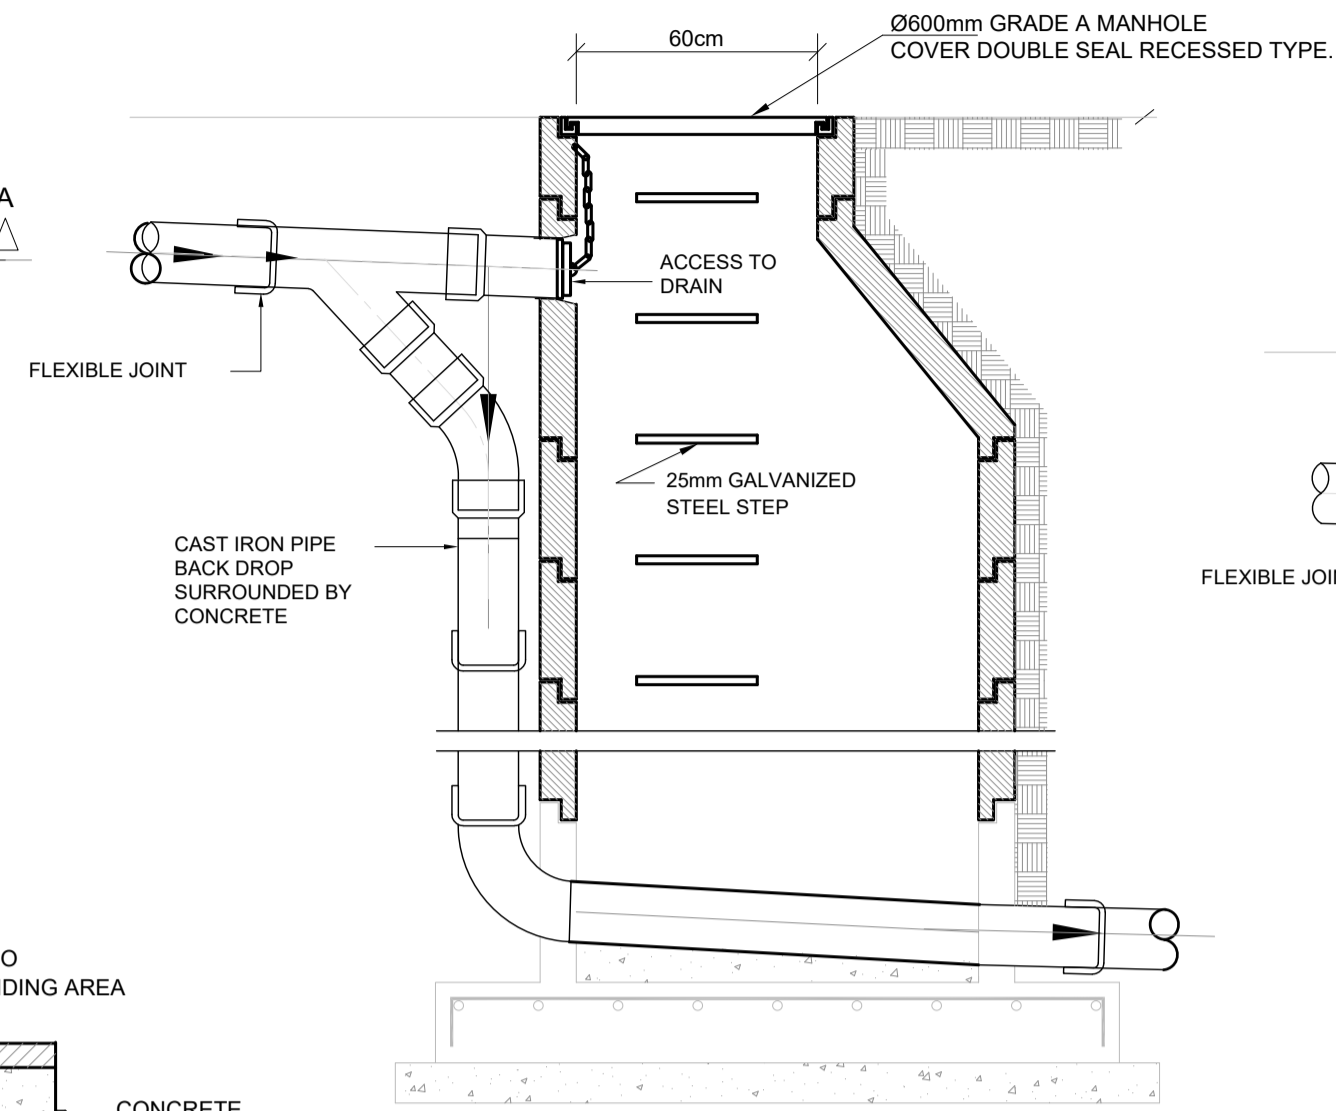 60cm
Ø600mm GRADE A MANHOLE
COVER DOUBLE SEAL RECESSED TYPE.
A
ACCESS TO
DRAIN
FLEXIBLE JOINT
25mm GALVANIZED
STEEL STEP
CAST IRON PIPE
BACK DROP
SURROUNDED BY
CONCRETE
FLEXIBLE JOI
O
DING AREA
CONCRETE